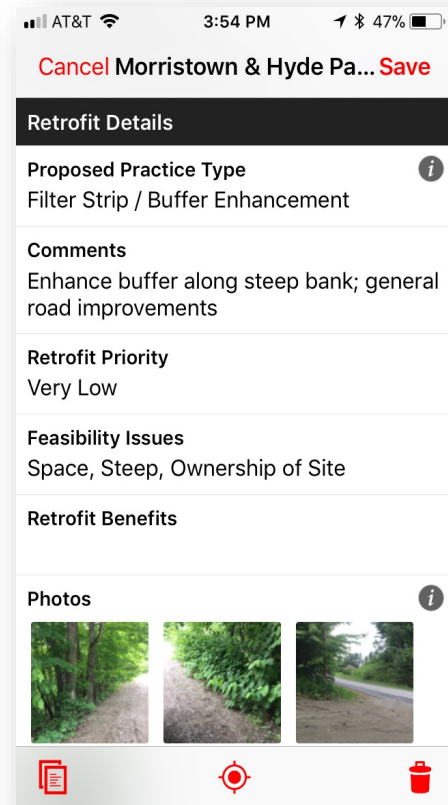 AT&T 3:54 PM 47%
Cancel Morristown & Hyde Pa... Save
Retrofit Details
Proposed Practice Type i
Filter Strip / Buffer Enhancement
Comments
Enhance buffer along steep bank; general
road improvements
Retrofit Priority
Very Low
Feasibility Issues
Space, Steep, Ownership of Site
Retrofit Benefits
Photos i